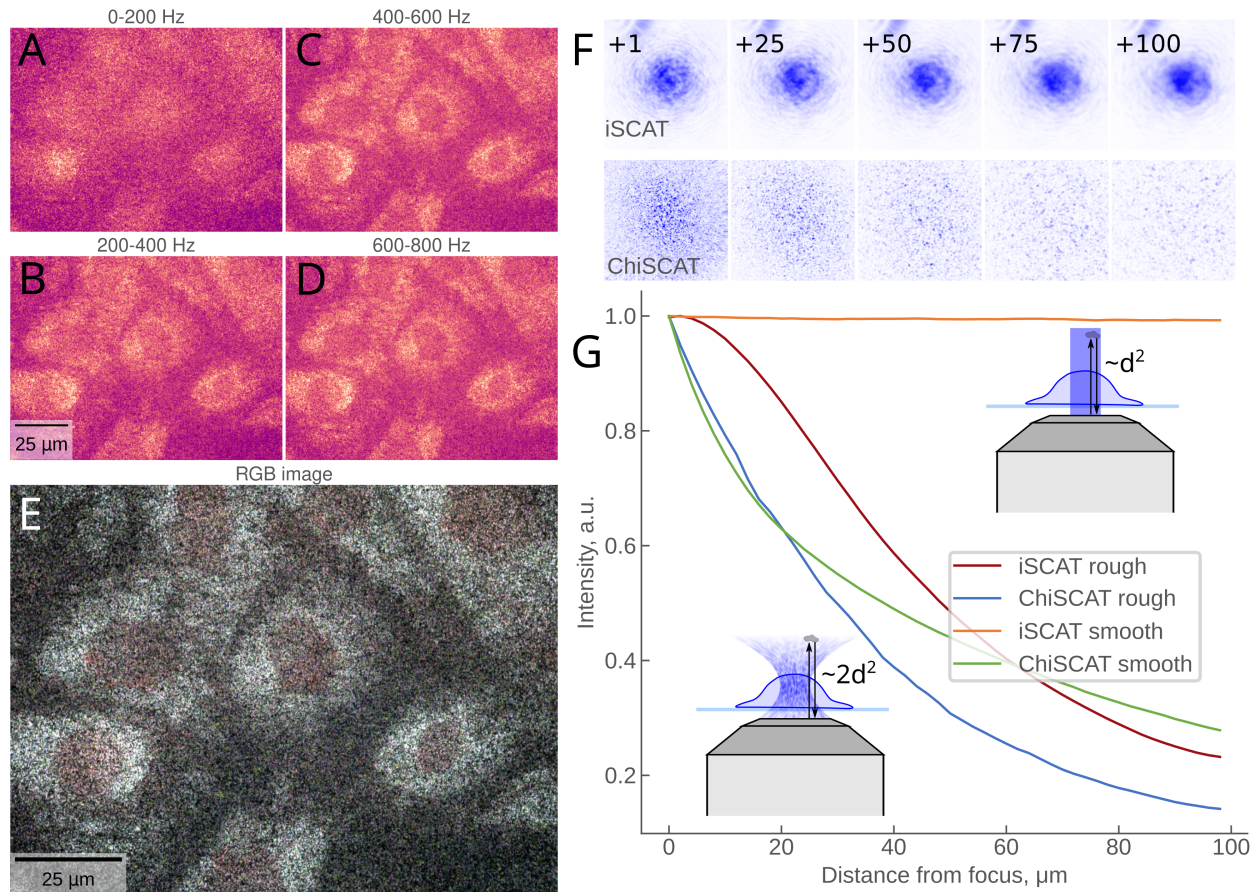 0-200 Hz
A
400-600 Hz
C
200-400 Hz
B
25 µm
600-800 Hz
D
RGB image
E
25 µm
F
+1
+25
+50
+75
+100
iSCAT
ChiSCAT
G
1.0
0.8
0.6
0.4
0.2
Intensity, a.u.
~d²
iSCAT rough
ChiSCAT rough
iSCAT smooth
ChiSCAT smooth
~2d²
0
20
40
60
80
100
Distance from focus, µm